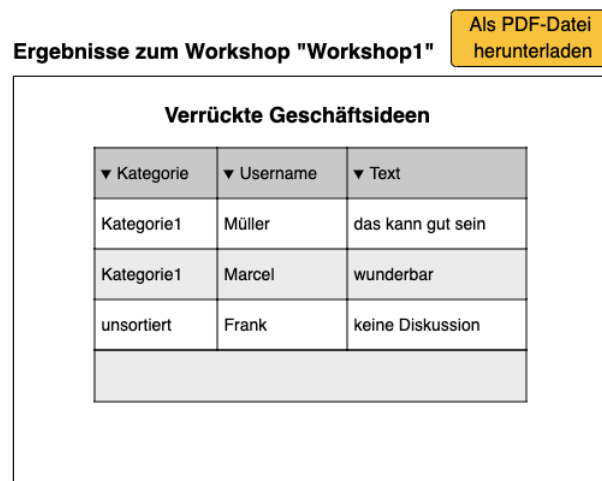 Als PDF-Datei
herunterladen
Ergebnisse zum Workshop "Workshop1"
Verrückte Geschäftsideen
▼ Kategorie ▼ Username ▼ Text
Kategorie1 Müller das kann gut sein
Kategorie1 Marcel wunderbar
unsortiert Frank keine Diskussion